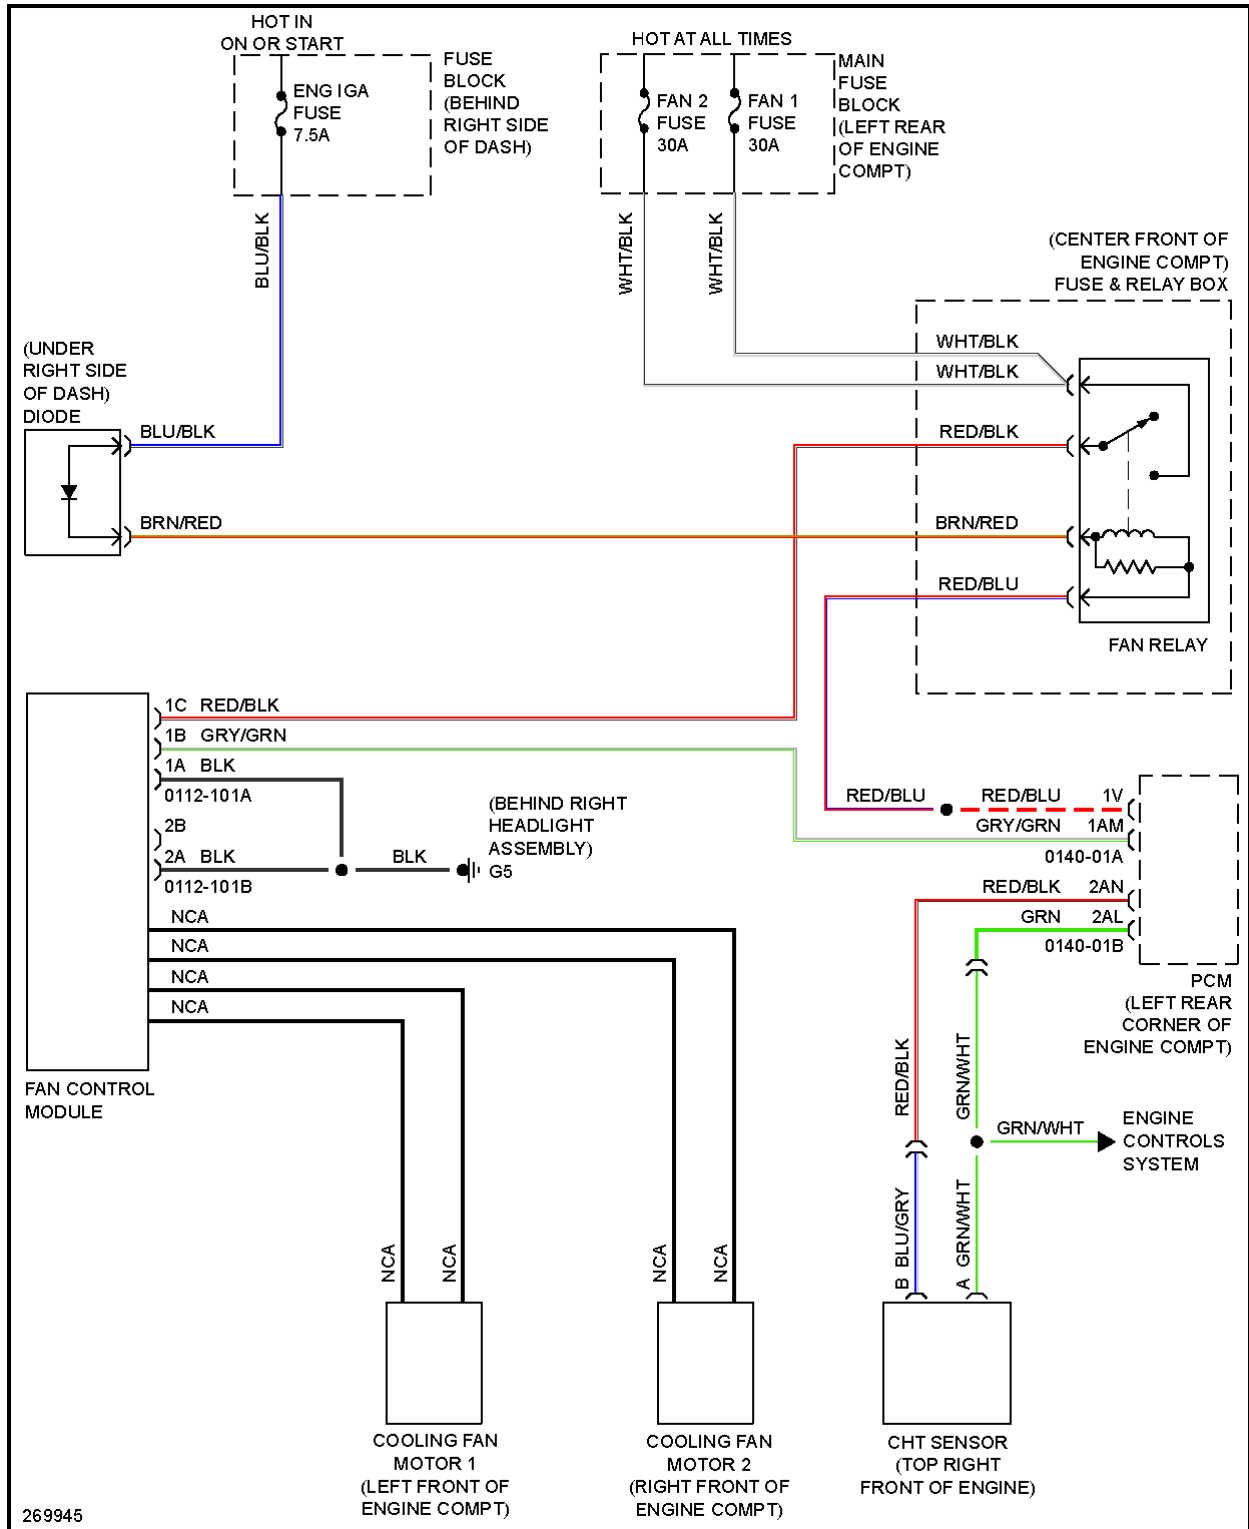 HOT IN
ON OR START
ENG IGA
FUSE
7.5A
FUSE
BLOCK
(BEHIND
RIGHT SIDE
OF DASH)
HOT AT ALL TIMES
FAN 2
FUSE
30A
FAN 1
FUSE
30A
MAIN
FUSE
BLOCK
(LEFT REAR
OF ENGINE
COMPT)
BLU/BLK
WHT/BLK
WHT/BLK
(CENTER FRONT OF
ENGINE COMPT)
FUSE & RELAY BOX
WHT/BLK
WHT/BLK
RED/BLK
BRN/RED
RED/BLU
FAN RELAY
(UNDER
RIGHT SIDE
OF DASH)
DIODE
BLU/BLK
BRN/RED
1C RED/BLK
1B GRY/GRN
1A BLK
0112-101A
2B
2A BLK
0112-101B
BLK
(BEHIND RIGHT
HEADLIGHT
ASSEMBLY)
G5
NCA
NCA
NCA
NCA
FAN CONTROL
MODULE
RED/BLU
RED/BLU 1V
GRY/GRN 1AM
0140-01A
RED/BLK 2AN
GRN 2AL
0140-01B
PCM
(LEFT REAR
CORNER OF
ENGINE COMPT)
RED/BLK
GRN/WHT
GRN/WHT
ENGINE
CONTROLS
SYSTEM
B BLU/GRY
A GRN/WHT
NCA
NCA
NCA
NCA
COOLING FAN
MOTOR 1
(LEFT FRONT OF
ENGINE COMPT)
COOLING FAN
MOTOR 2
(RIGHT FRONT OF
ENGINE COMPT)
CHT SENSOR
(TOP RIGHT
FRONT OF ENGINE)
269945